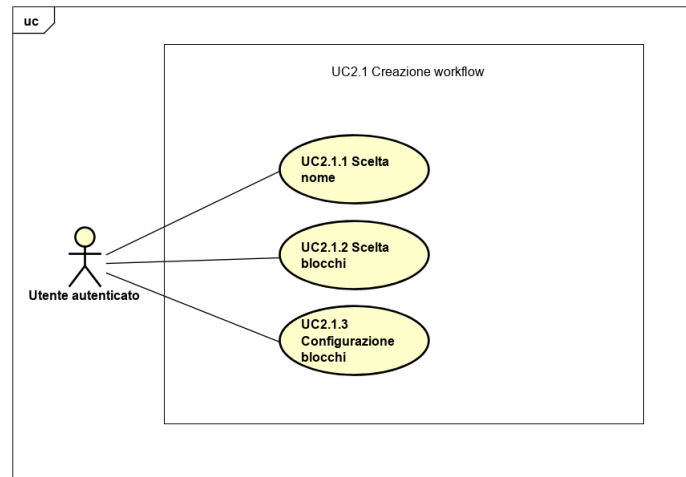 uc
UC2.1 Creazione workflow
UC2.1.1 Scelta
nome
UC2.1.2 Scelta
blocchi
Utente autenticato
UC2.1.3
Configurazione
blocchi